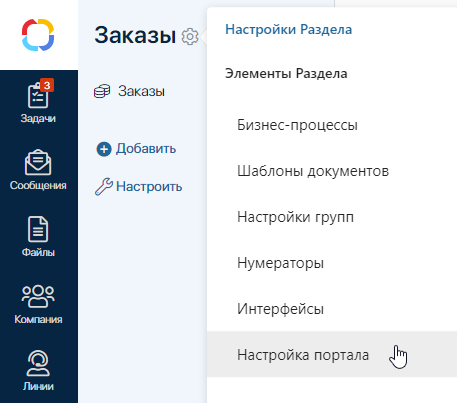 3
Задачи
Сообщения
Файлы
Компания
Линии
Заказы
Заказы
Добавить
Настроить
Настройки Раздела
Элементы Раздела
Бизнес-процессы
Шаблоны документов
Настройки групп
Нумераторы
Интерфейсы
Настройка портала